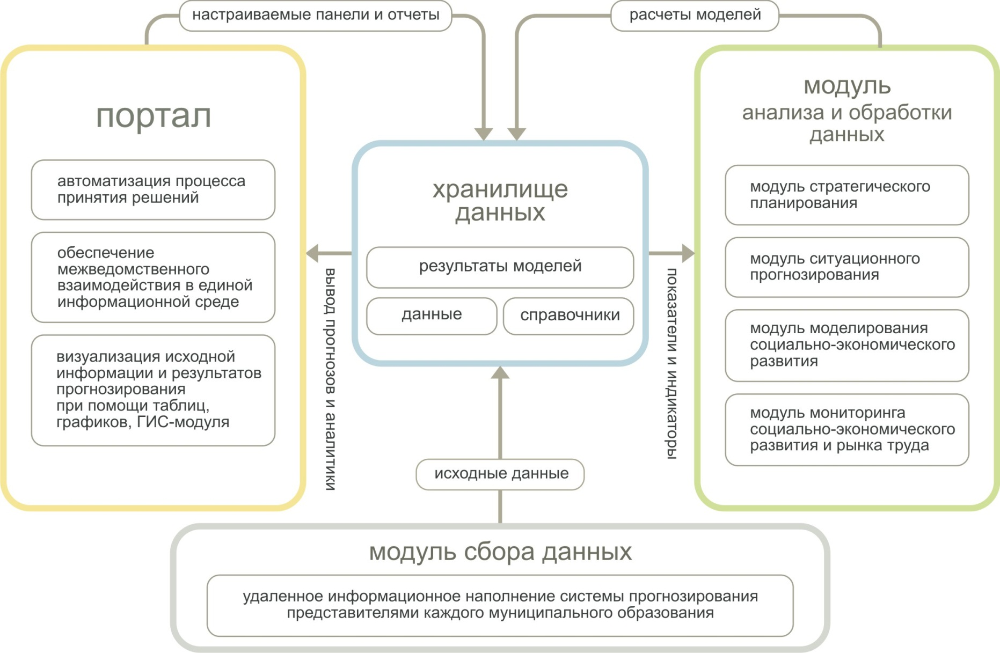 настраиваемые панели и отчеты
расчеты моделей
портал
автоматизация процесса
принятия решений
обеспечение
межведомственного
взаимодействия в единой
информационной среде
визуализация исходной
информации и результатов
прогнозирования
при помощи таблиц,
графиков, ГИС-модуля
вывод прогнозов и аналитики
хранилище
данных
результаты моделей
данные
справочники
показатели и индикаторы
модуль
анализа и обработки
данных
модуль стратегического
планирования
модуль ситуационного
прогнозирования
модуль моделирования
социально-экономического
развития
модуль мониторинга
социально-экономического
развития и рынка труда
исходные данные
модуль сбора данных
удаленное информационное наполнение системы прогнозирования
представителями каждого муниципального образования